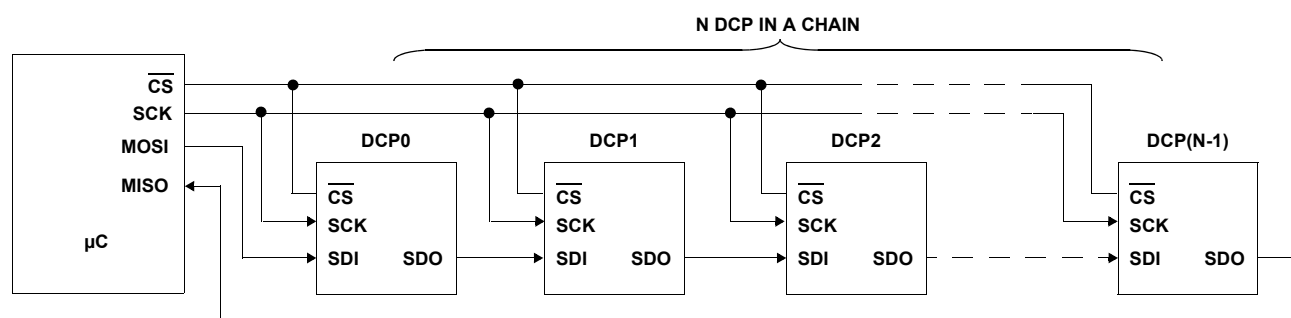 N DCP IN A CHAIN
CS
SCK
MOSI
MISO
µC
DCP0
CS
SCK
SDI SDO
DCP1
CS
SCK
SDI SDO
DCP2
CS
SCK
SDI SDO
DCP(N-1)
CS
SCK
SDI SDO